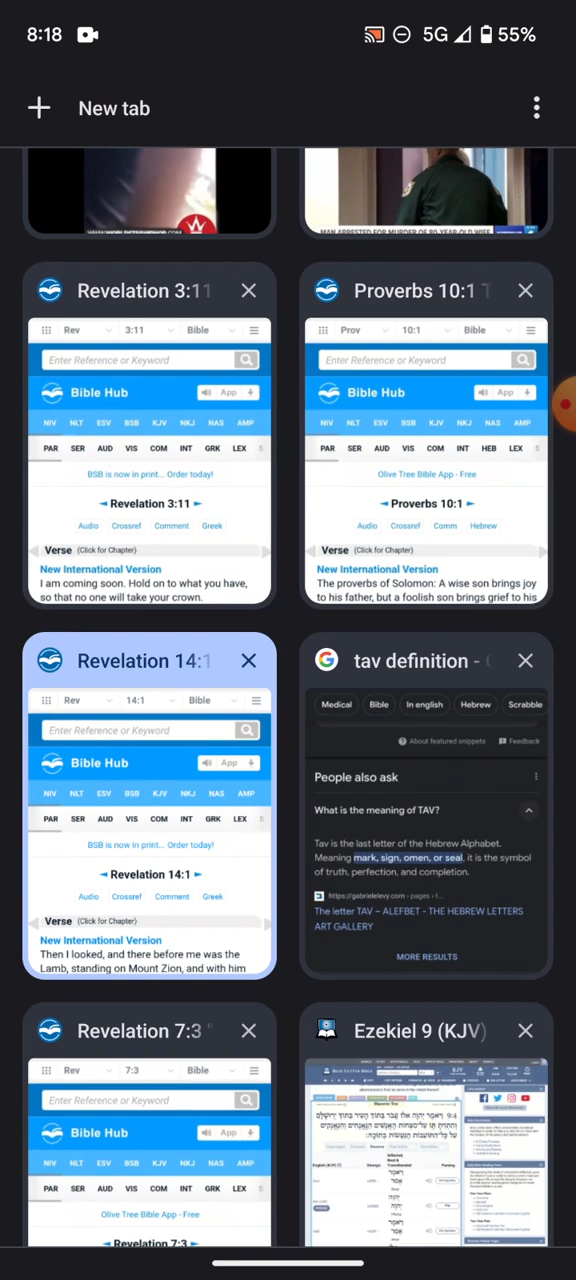 8:18
5G
55%
New tab
WWW.WORLDSTARHIPHOP.COM
MAN ARRESTED FOR MURDER OF 80-YEAR-OLD WIFE
Revelation 3:11
Rev 3:11 Bible
Enter Reference or Keyword
Bible Hub
App
NIV NLT ESV BSB KJV NKJ NAS AMP
PAR SER AUD VIS COM INT GRK LEX S
BSB is now in print... Order today!
◄ Revelation 3:11 ►
Audio Crossref Comment Greek
Verse (Click for Chapter)
New International Version
I am coming soon. Hold on to what you have,
so that no one will take your crown.
Proverbs 10:1 T
Prov 10:1 Bible
Enter Reference or Keyword
Bible Hub
App
NIV NLT ESV BSB KJV NKJ NAS AMP
PAR SER AUD VIS COM INT HEB LEX
Olive Tree Bible App - Free
◄ Proverbs 10:1 ►
Audio Crossref Comm Hebrew
Verse (Click for Chapter)
New International Version
The proverbs of Solomon: A wise son brings joy
to his father, but a foolish son brings grief to his
Revelation 14:1
Rev 14:1 Bible
Enter Reference or Keyword
Bible Hub
App
NIV NLT ESV BSB KJV NKJ NAS AMP
PAR SER AUD VIS COM INT GRK LEX S
BSB is now in print... Order today!
◄ Revelation 14:1 ►
Audio Crossref Comment Greek
Verse (Click for Chapter)
New International Version
Then I looked, and there before me was the
Lamb, standing on Mount Zion, and with him
tav definition -
Medical Bible In english Hebrew Scrabble
About featured snippets Feedback
People also ask
What is the meaning of TAV?
Tav is the last letter of the Hebrew Alphabet.
Meaning mark, sign, omen, or seal, it is the symbol
of truth, perfection, and completion.
https://gabrielelevy.com › pages › t...
The letter TAV – ALEFBET - THE HEBREW LETTERS
ART GALLERY
MORE RESULTS
Revelation 7:3 "
Rev 7:3 Bible
Enter Reference or Keyword
Bible Hub
App
NIV NLT ESV BSB KJV NKJ NAS AMP
PAR SER AUD VIS COM INT GRK LEX S
Olive Tree Bible App - Free
◄ Revelation 7:3 ►
Ezekiel 9 (KJV)